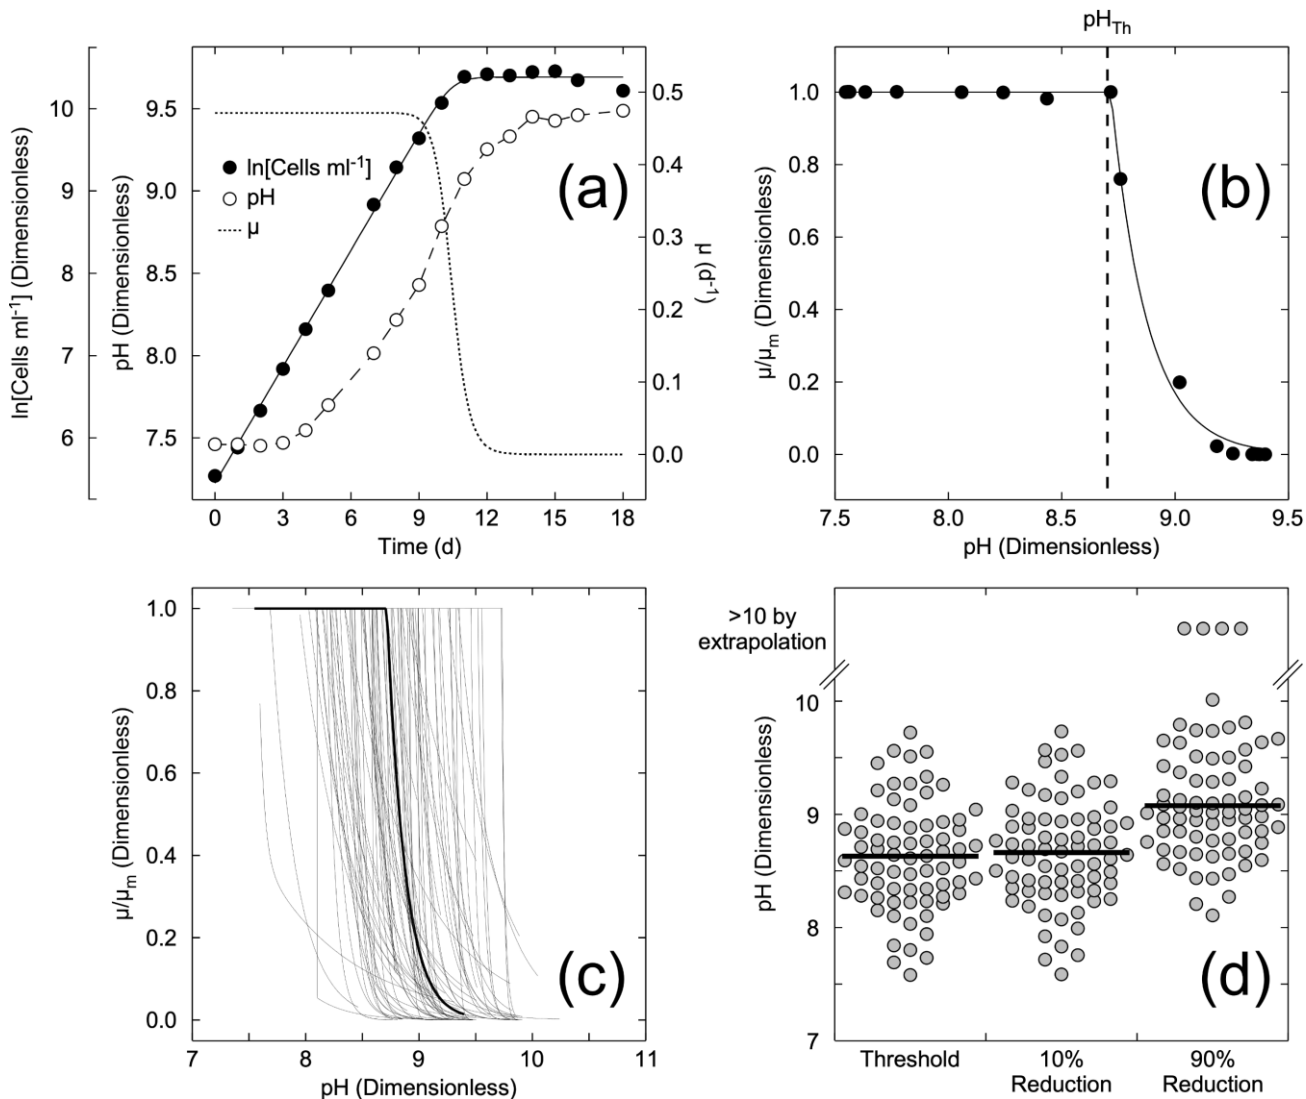 ln[Cells ml⁻¹] (Dimensionless)
10
9
8
7
6
pH (Dimensionless)
9.5
9.0
8.5
8.0
7.5
ln[Cells ml⁻¹]
pH
μ
(a)
0.5
0.4
0.3
0.2
0.1
0.0
μ (d⁻¹)
0 3 6 9 12 15 18
Time (d)
pH_Th
μ/μ_m (Dimensionless)
1.0
0.8
0.6
0.4
0.2
0.0
(b)
7.5 8.0 8.5 9.0 9.5
pH (Dimensionless)
μ/μ_m (Dimensionless)
1.0
0.8
0.6
0.4
0.2
0.0
(c)
7 8 9 10 11
pH (Dimensionless)
>10 by
extrapolation
pH (Dimensionless)
10
9
8
7
(d)
Threshold 10% 90%
Reduction Reduction